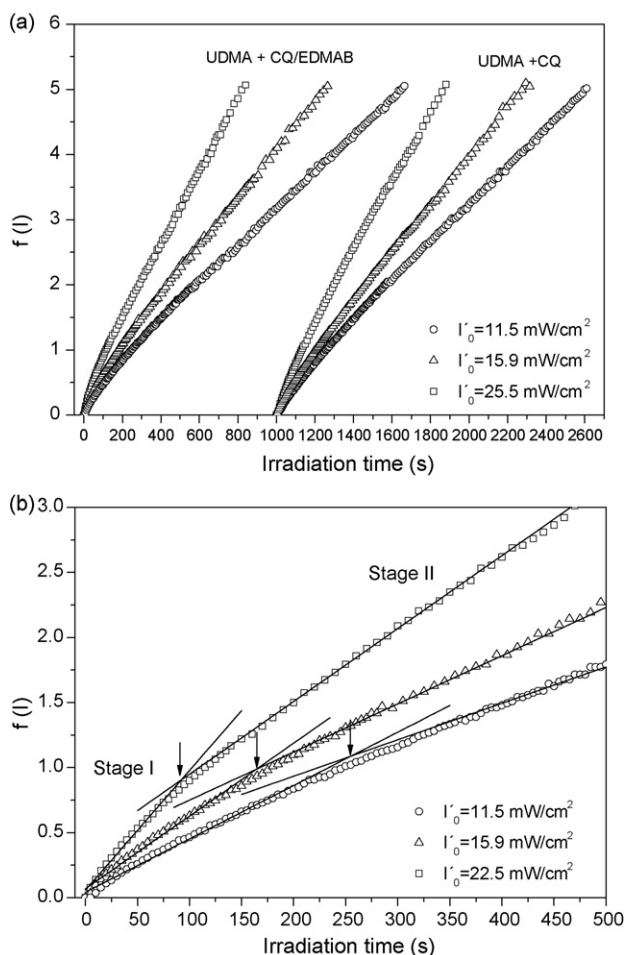 (a)
6
5
4
3
2
1
0
f (I)
UDMA + CQ/EDMAB
UDMA +CQ
I´₀=11.5 mW/cm²
I´₀=15.9 mW/cm²
I´₀=25.5 mW/cm²
0 200 400 600 800 1000 1200 1400 1600 1800 2000 2200 2400 2600
Irradiation time (s)
(b)
3.0
2.5
2.0
1.5
1.0
0.5
0.0
f (I)
Stage II
Stage I
I´₀=11.5 mW/cm²
I´₀=15.9 mW/cm²
I´₀=22.5 mW/cm²
0 50 100 150 200 250 300 350 400 450 500
Irradiation time (s)